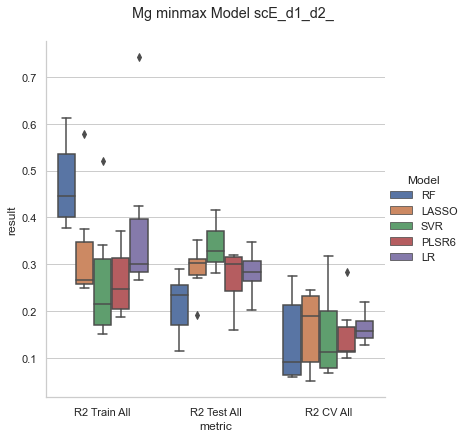 Mg minmax Model scE_d1_d2_
0.7
0.6
0.5
0.4
0.3
0.2
0.1
result
R2 Train All
R2 Test All
R2 CV All
metric
Model
RF
LASSO
SVR
PLSR6
LR